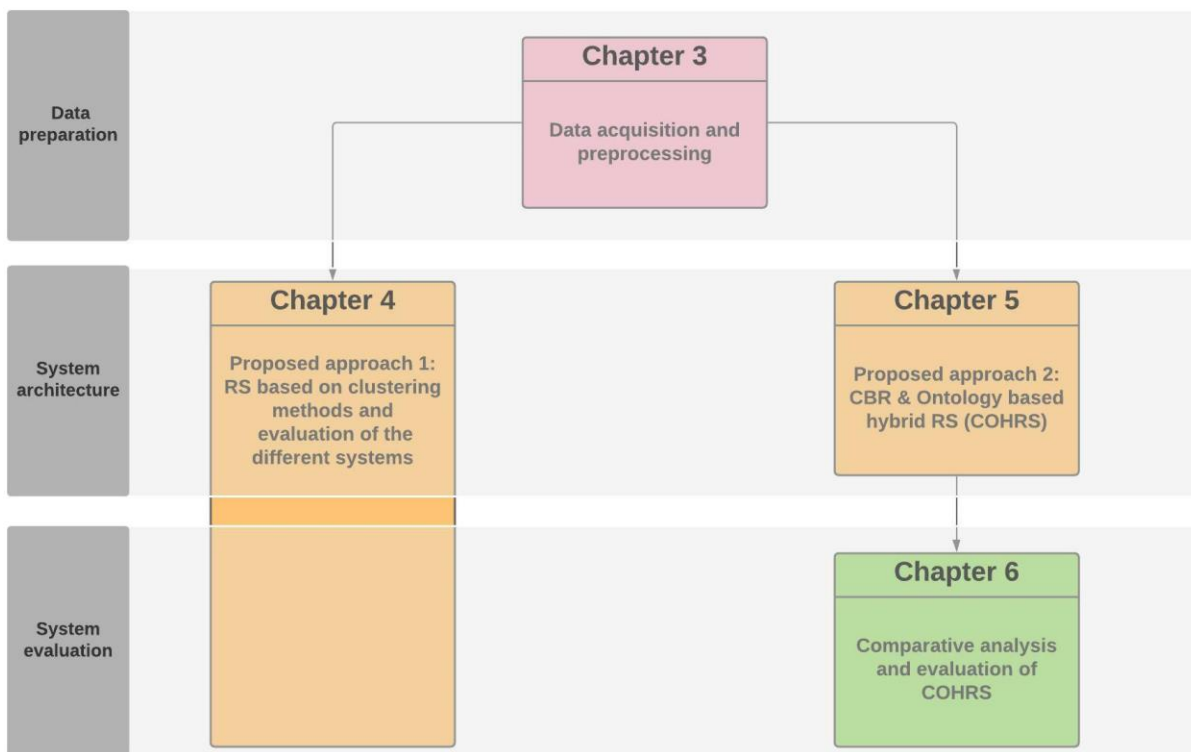 Data
preparation
Chapter 3
Data acquisition and
preprocessing
System
architecture
Chapter 4
Proposed approach 1:
RS based on clustering
methods and
evaluation of the
different systems
Chapter 5
Proposed approach 2:
CBR & Ontology based
hybrid RS (COHRS)
System
evaluation
Chapter 6
Comparative analysis
and evaluation of
COHRS